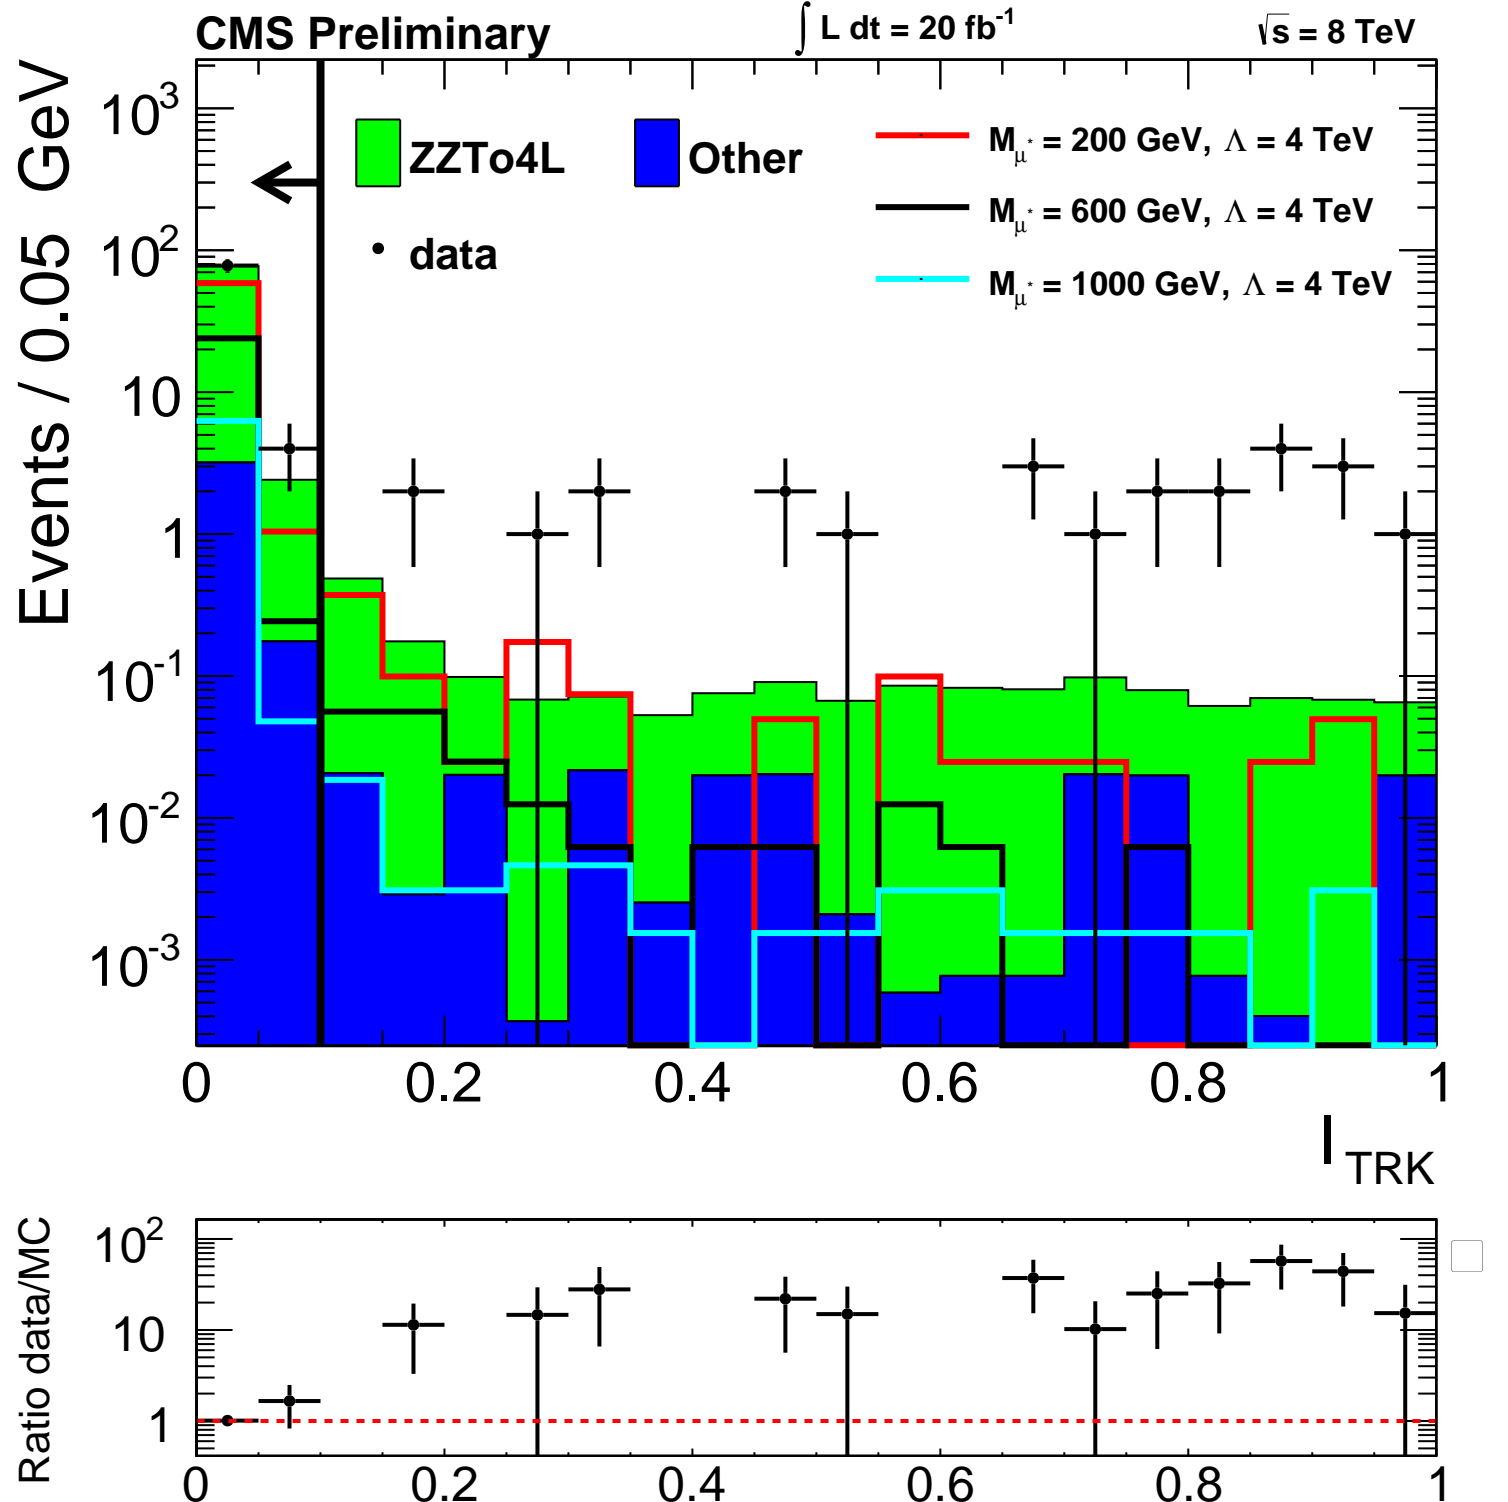 CMS Preliminary ∫ L dt = 20 fb⁻¹ √s = 8 TeV
Events / 0.05 GeV
10³
10²
10
1
10⁻¹
10⁻²
10⁻³
ZZTo4L
Other
data
M_μ* = 200 GeV, Λ = 4 TeV
M_μ* = 600 GeV, Λ = 4 TeV
M_μ* = 1000 GeV, Λ = 4 TeV
0 0.2 0.4 0.6 0.8 1
I_TRK
Ratio data/MC
10²
10
1
0 0.2 0.4 0.6 0.8 1